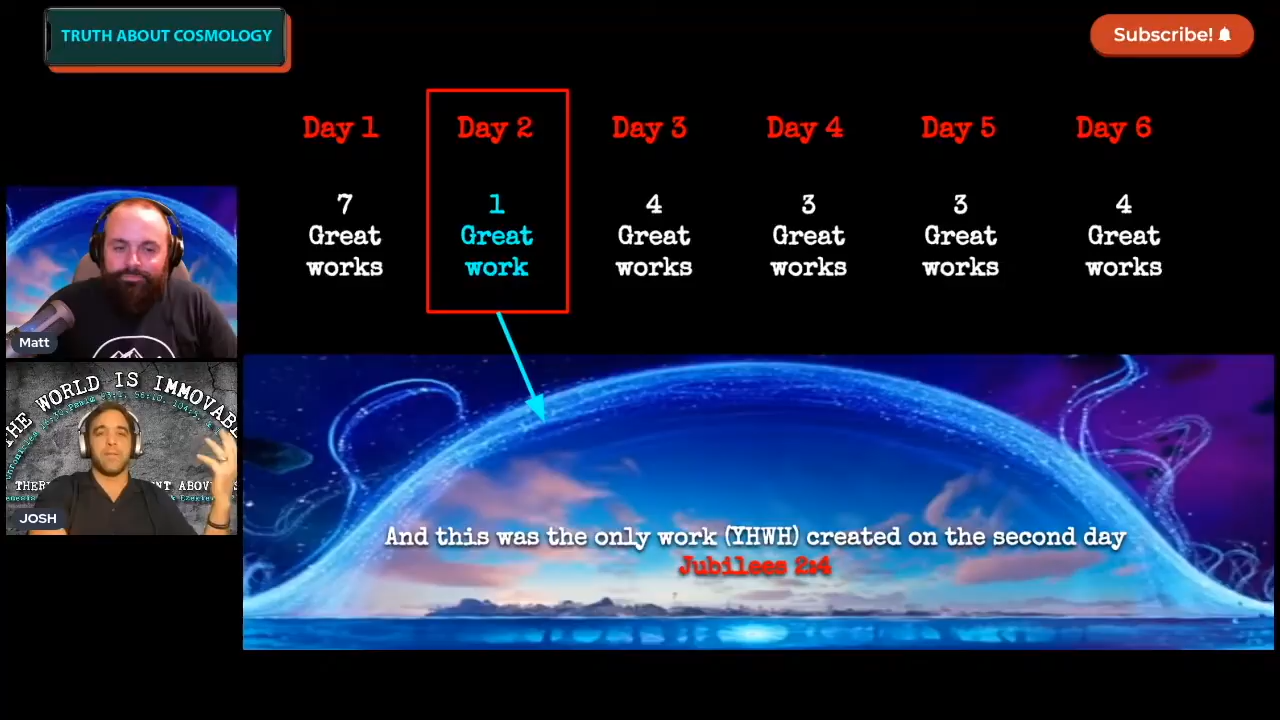 TRUTH ABOUT COSMOLOGY
Subscribe!
Day 1
Day 2
Day 3
Day 4
Day 5
Day 6
7
Great
works
1
Great
work
4
Great
works
3
Great
works
3
Great
works
4
Great
works
Matt
THE WORLD IS IMMOVABL
JOSH
And this was the only work (YHWH) created on the second day
Jubilees 2:4